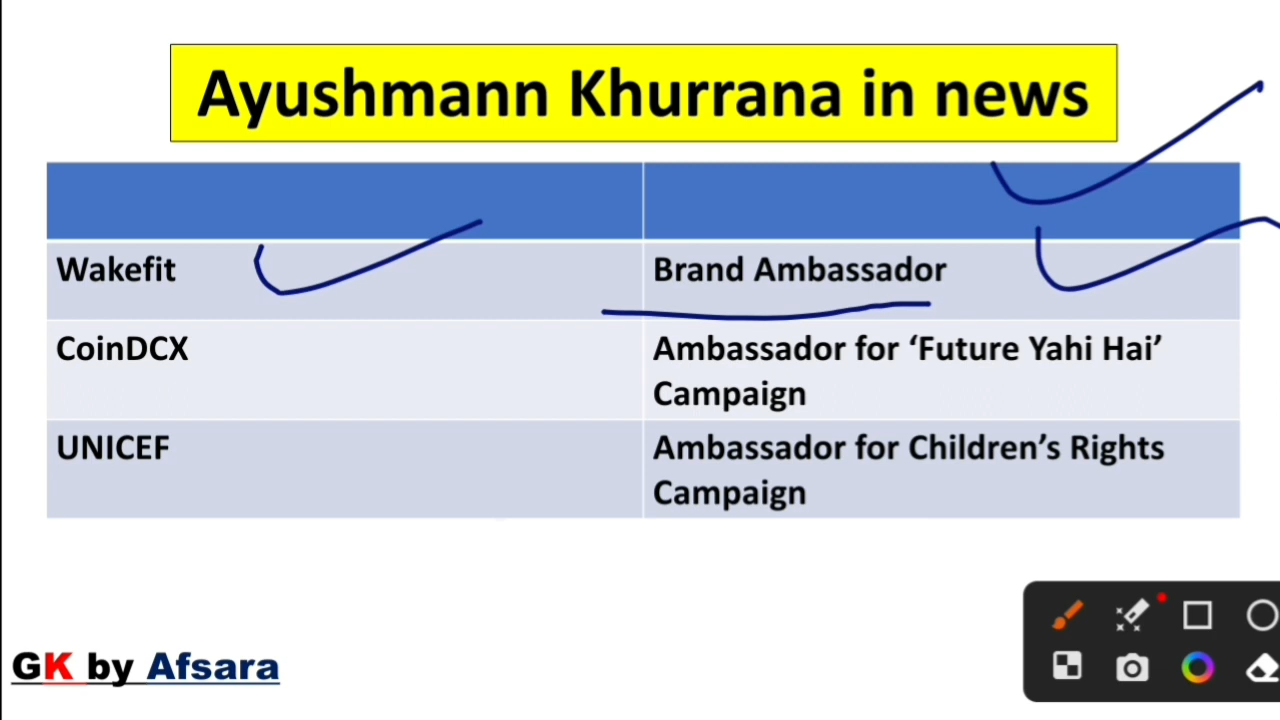 Ayushmann Khurrana in news
Wakefit
Brand Ambassador
CoinDCX
Ambassador for ‘Future Yahi Hai’
Campaign
UNICEF
Ambassador for Children’s Rights
Campaign
GK by Afsara